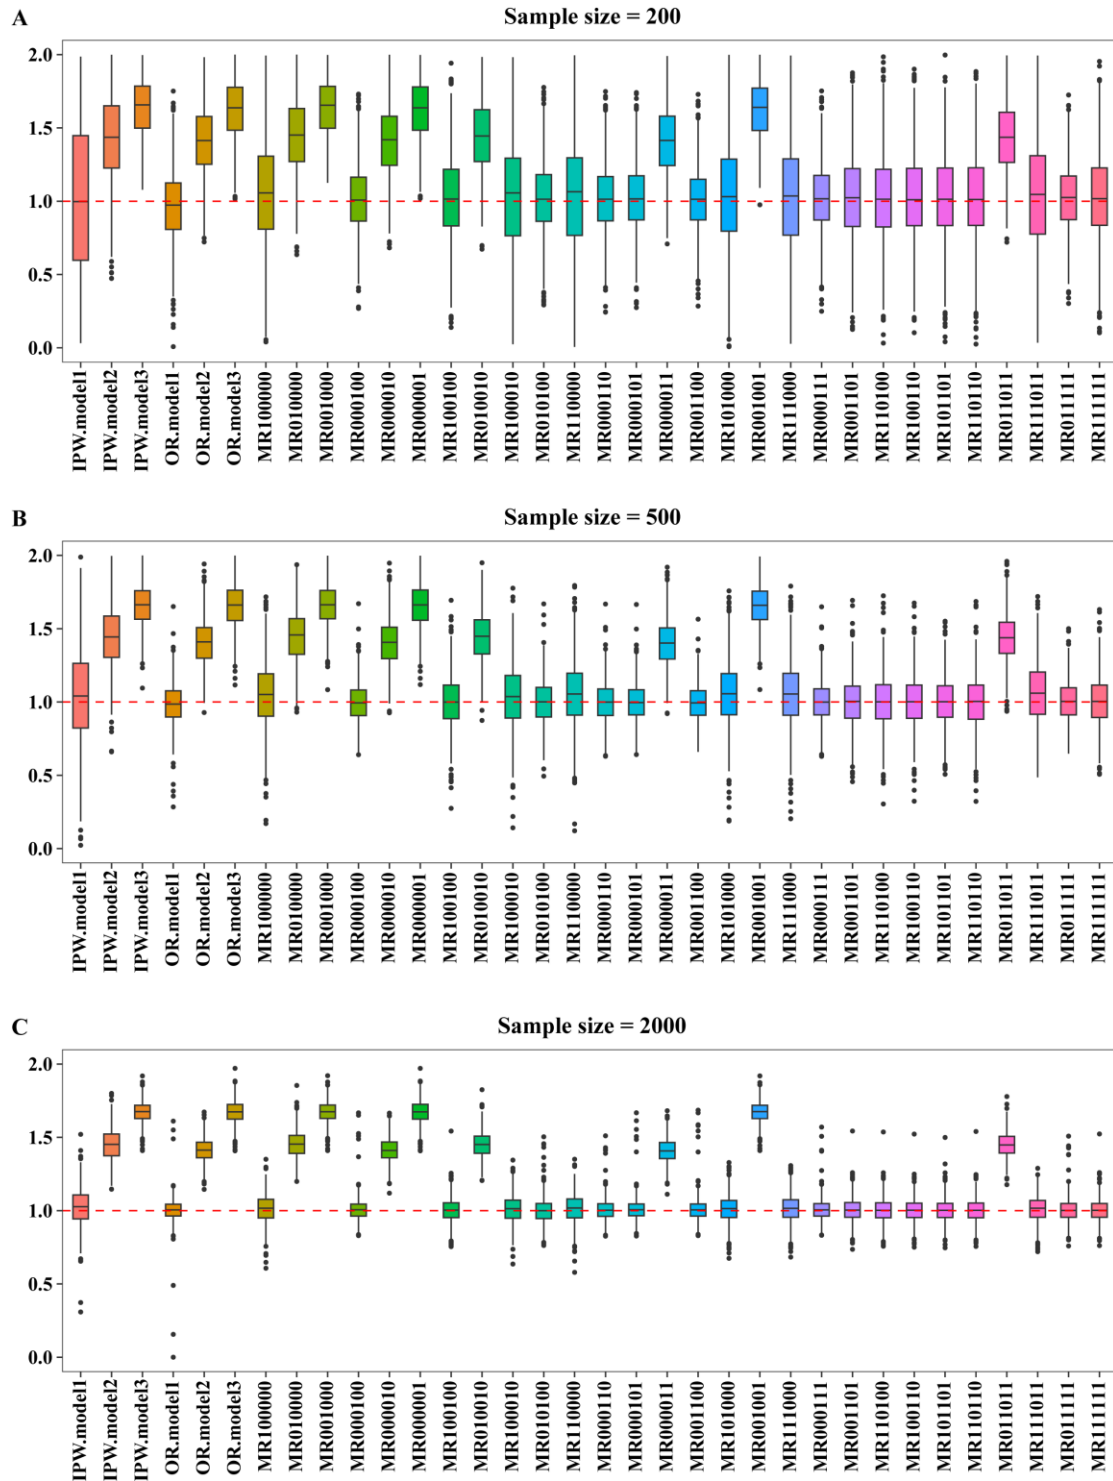 A
Sample size = 200
2.0
1.5
1.0
0.5
0.0
IPW.model1
IPW.model2
IPW.model3
OR.model1
OR.model2
OR.model3
MR100000
MR010000
MR001000
MR000100
MR000010
MR000001
MR100100
MR010010
MR100010
MR010100
MR110000
MR000110
MR000101
MR000011
MR001100
MR101000
MR001001
MR111000
MR000111
MR001101
MR110100
MR100110
MR101101
MR110110
MR011011
MR111011
MR011111
MR111111
B
Sample size = 500
2.0
1.5
1.0
0.5
0.0
IPW.model1
IPW.model2
IPW.model3
OR.model1
OR.model2
OR.model3
MR100000
MR010000
MR001000
MR000100
MR000010
MR000001
MR100100
MR010010
MR100010
MR010100
MR110000
MR000110
MR000101
MR000011
MR001100
MR101000
MR001001
MR111000
MR000111
MR001101
MR110100
MR100110
MR101101
MR110110
MR011011
MR111011
MR011111
MR111111
C
Sample size = 2000
2.0
1.5
1.0
0.5
0.0
IPW.model1
IPW.model2
IPW.model3
OR.model1
OR.model2
OR.model3
MR100000
MR010000
MR001000
MR000100
MR000010
MR000001
MR100100
MR010010
MR100010
MR010100
MR110000
MR000110
MR000101
MR000011
MR001100
MR101000
MR001001
MR111000
MR000111
MR001101
MR110100
MR100110
MR101101
MR110110
MR011011
MR111011
MR011111
MR111111